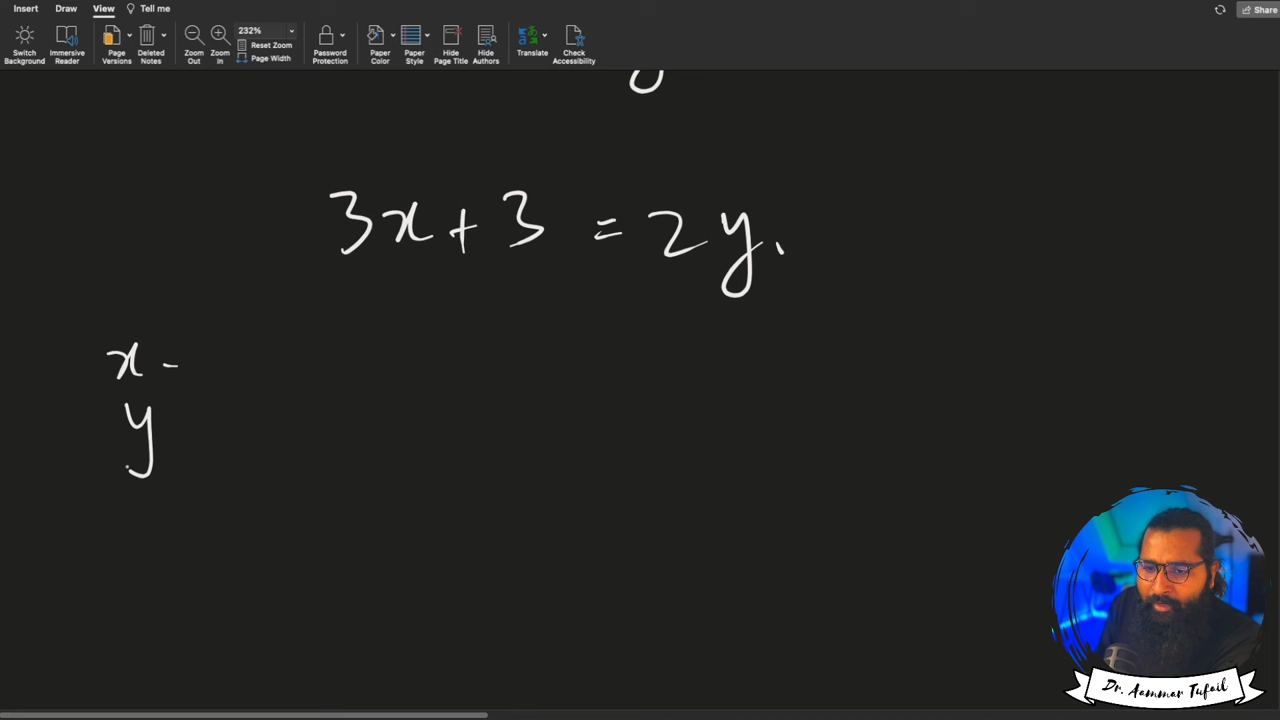 Insert Draw View Tell me Share
Switch Background Immersive Reader Page Versions Deleted Notes Zoom Out Zoom In 232% Reset Zoom Page Width Password Protection Paper Color Paper Style Hide Page Title Hide Authors Translate Check Accessibility
3x + 3 = 2y.
x -
y
Dr. Aammar Tufail